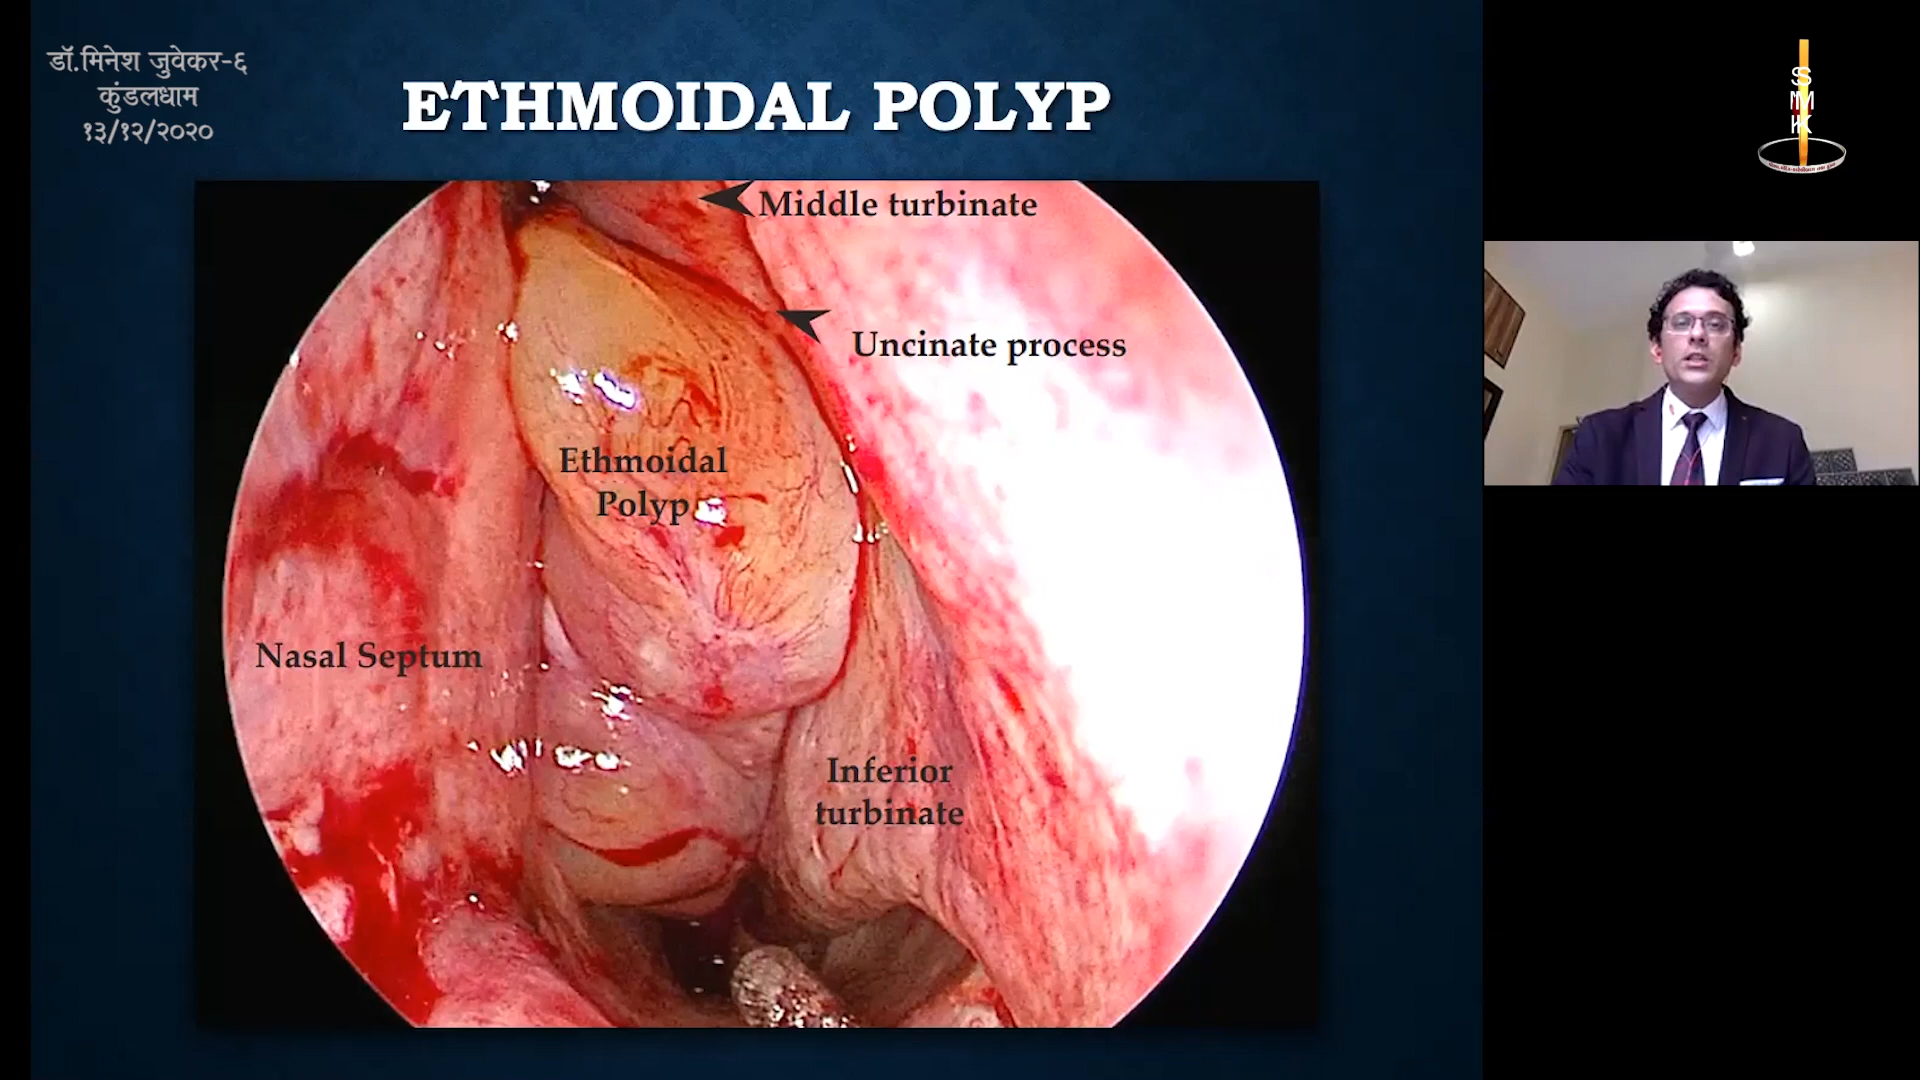 डॉ.मिनेश जुवेकर-६
कुंडलधाम
१३/१२/२०२०
ETHMOIDAL POLYP
Middle turbinate
Uncinate process
Ethmoidal
Polyp
Nasal Septum
Inferior
turbinate